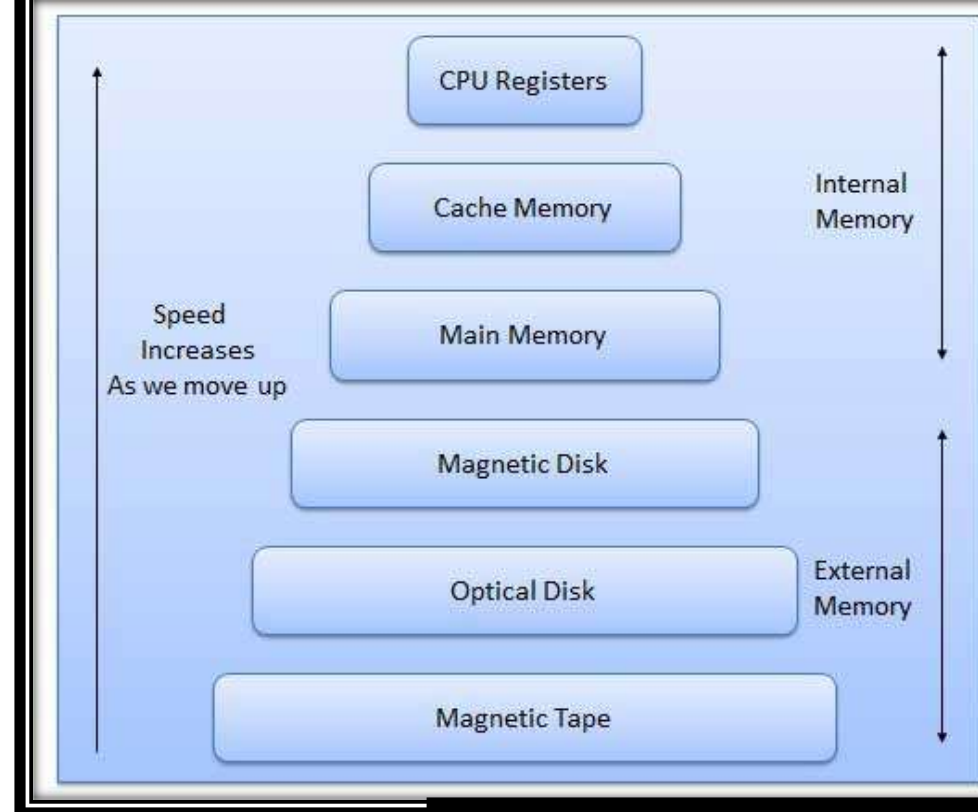 CPU Registers
Cache Memory
Internal
Memory
Speed
Increases
As we move up
Main Memory
Magnetic Disk
Optical Disk
External
Memory
Magnetic Tape